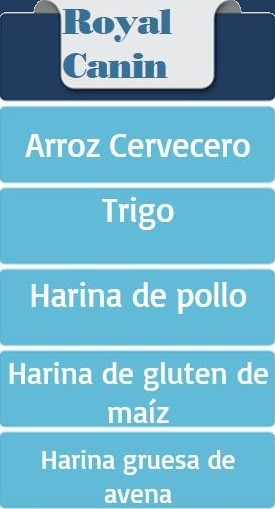 Royal
Canin
Arroz Cervecero
Trigo
Harina de pollo
Harina de gluten de
maíz
Harina gruesa de
avena